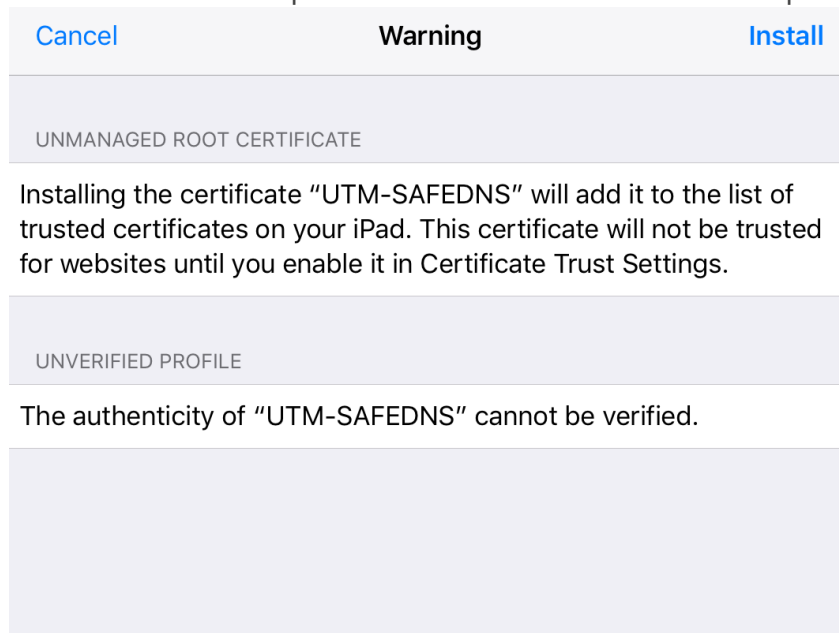 Cancel Warning Install
UNMANAGED ROOT CERTIFICATE
Installing the certificate “UTM-SAFEDNS” will add it to the list of
trusted certificates on your iPad. This certificate will not be trusted
for websites until you enable it in Certificate Trust Settings.
UNVERIFIED PROFILE
The authenticity of “UTM-SAFEDNS” cannot be verified.